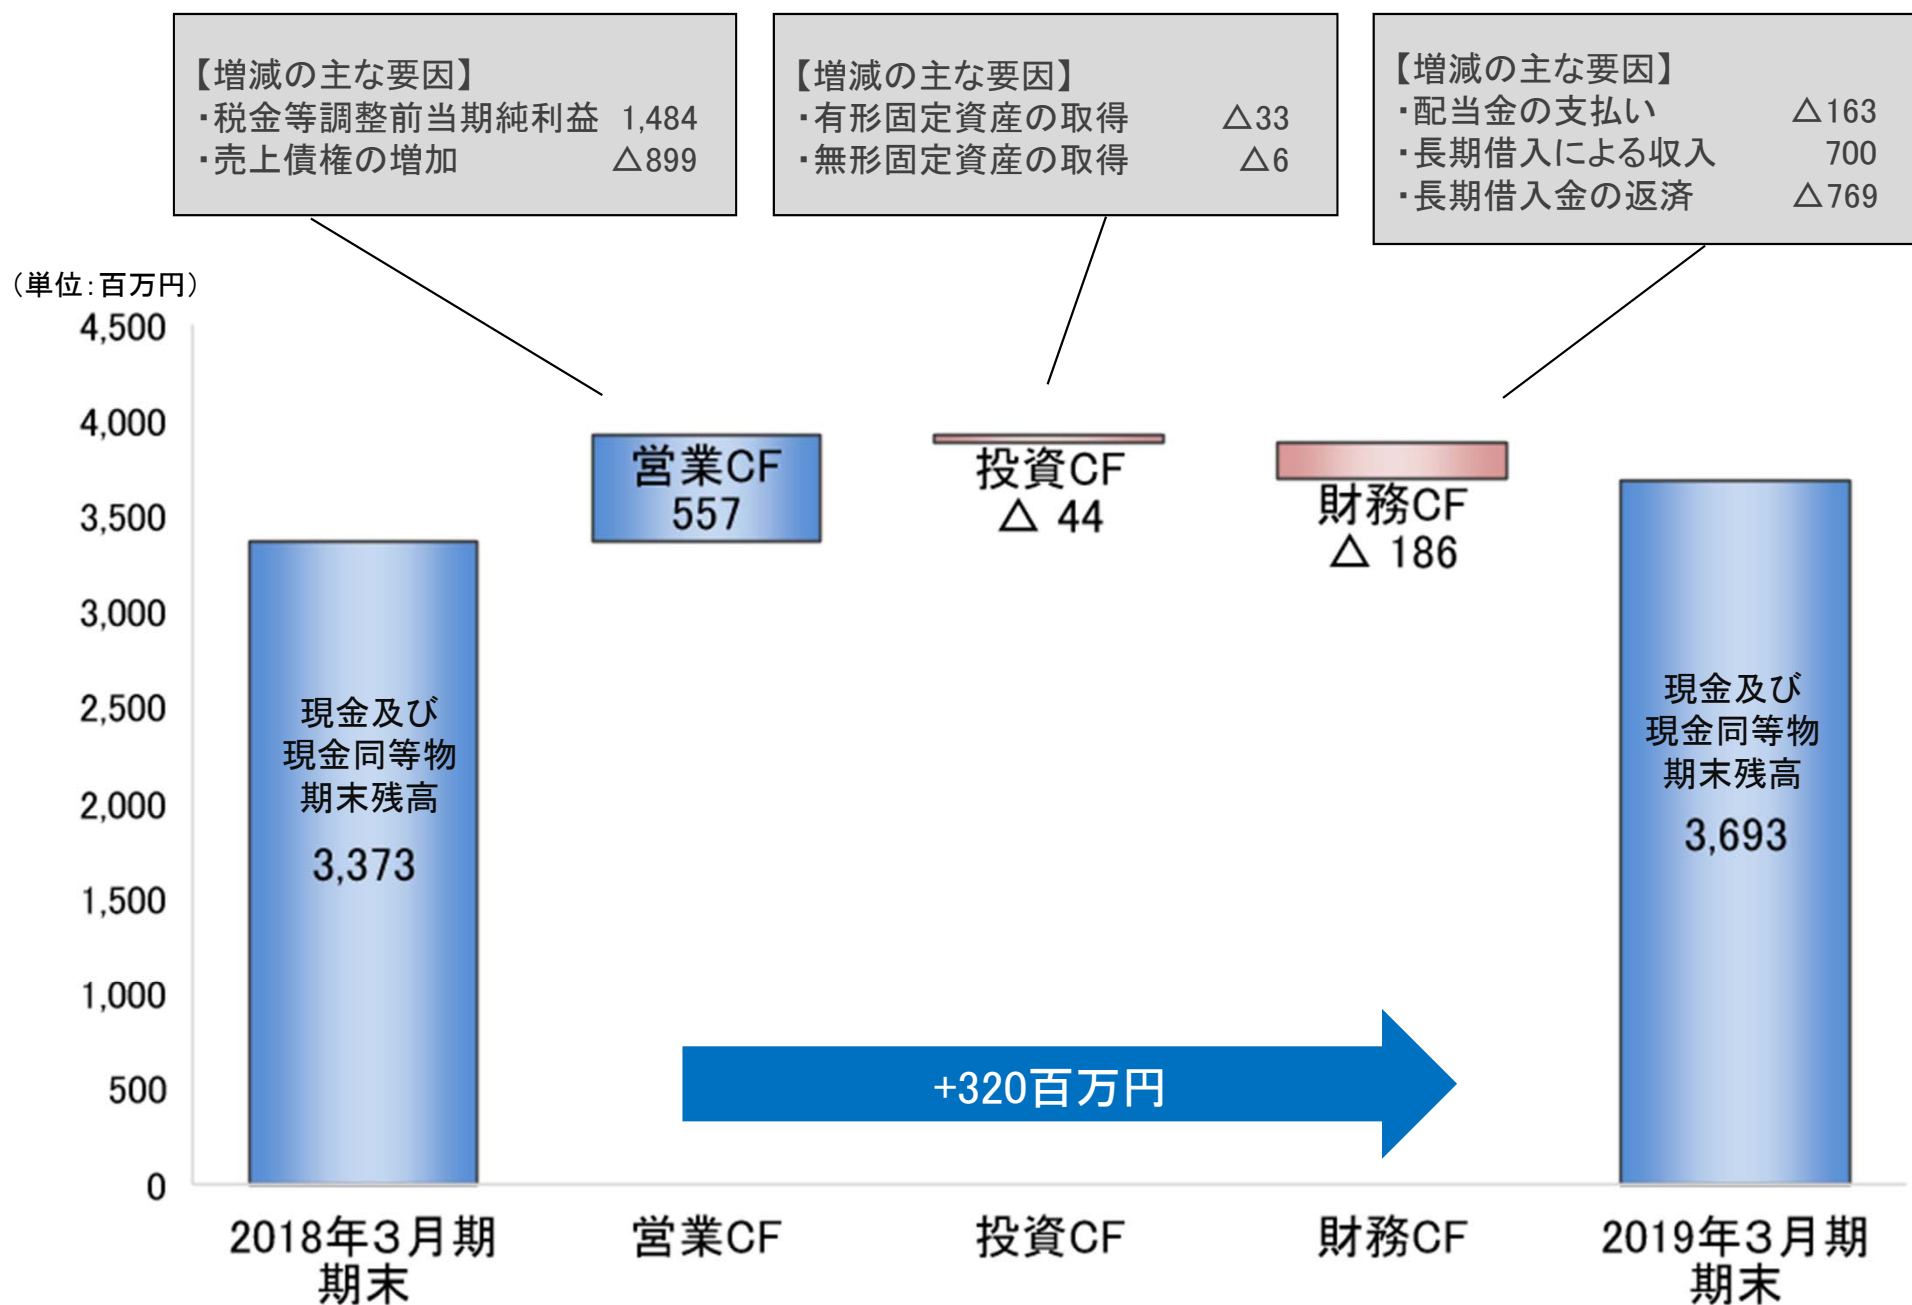 【増減の主な要因】
・税金等調整前当期純利益 1,484
・売上債権の増加 △899
【増減の主な要因】
・有形固定資産の取得 △33
・無形固定資産の取得 △6
【増減の主な要因】
・配当金の支払い △163
・長期借入による収入 700
・長期借入金の返済 △769
（単位：百万円）
4,500
4,000
3,500
3,000
2,500
2,000
1,500
1,000
500
0
現金及び
現金同等物
期末残高
3,373
営業CF
557
投資CF
△ 44
財務CF
△ 186
現金及び
現金同等物
期末残高
3,693
+320百万円
2018年３月期
期末
営業CF
投資CF
財務CF
2019年３月期
期末